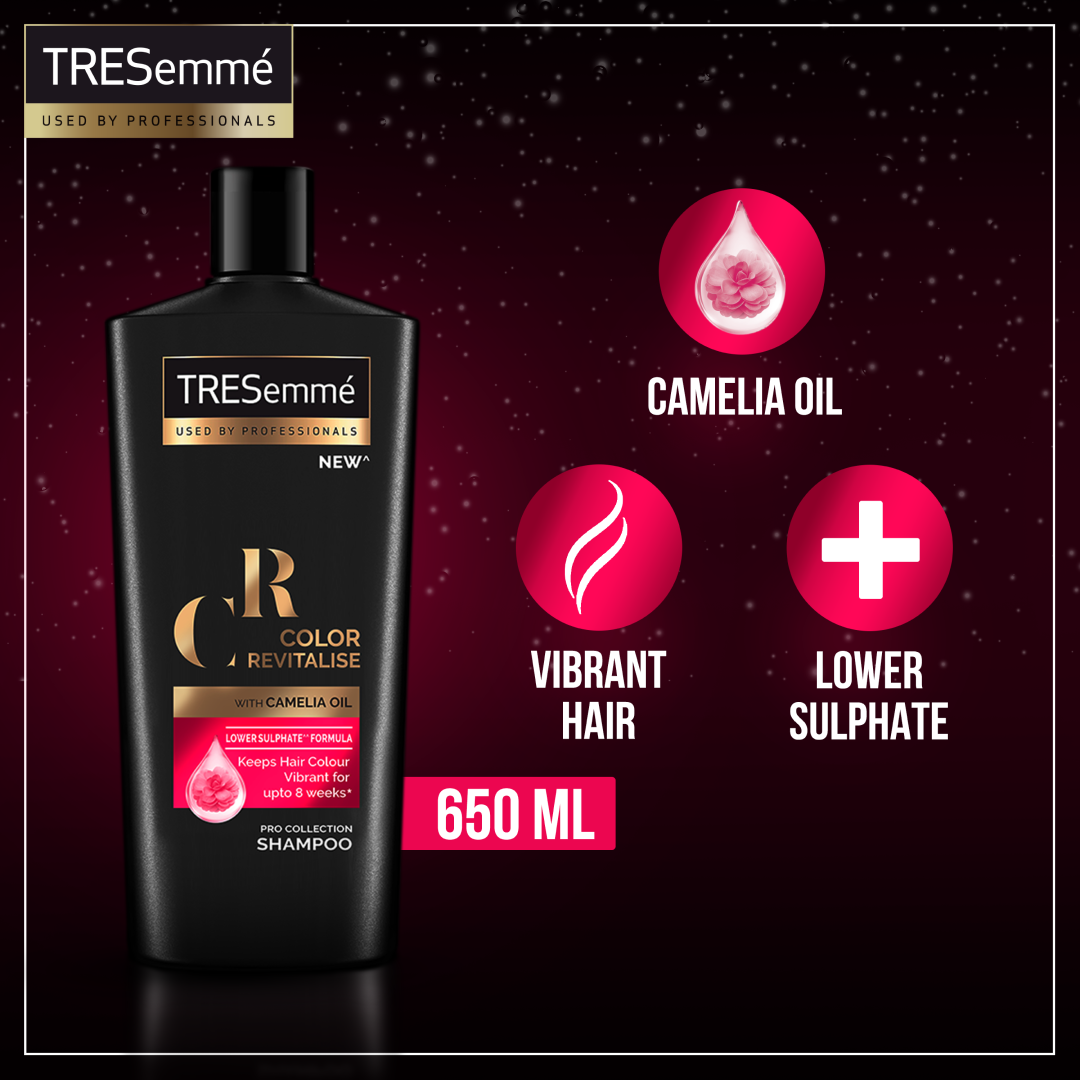 TRESemmé
USED BY PROFESSIONALS
TRESemmé
USED BY PROFESSIONALS
NEW^
CR
COLOR
REVITALISE
WITH CAMELIA OIL
LOWER SULPHATE** FORMULA
Keeps Hair Colour
Vibrant for
upto 8 weeks*
PRO COLLECTION
SHAMPOO
650 ML
CAMELIA OIL
VIBRANT
HAIR
LOWER
SULPHATE